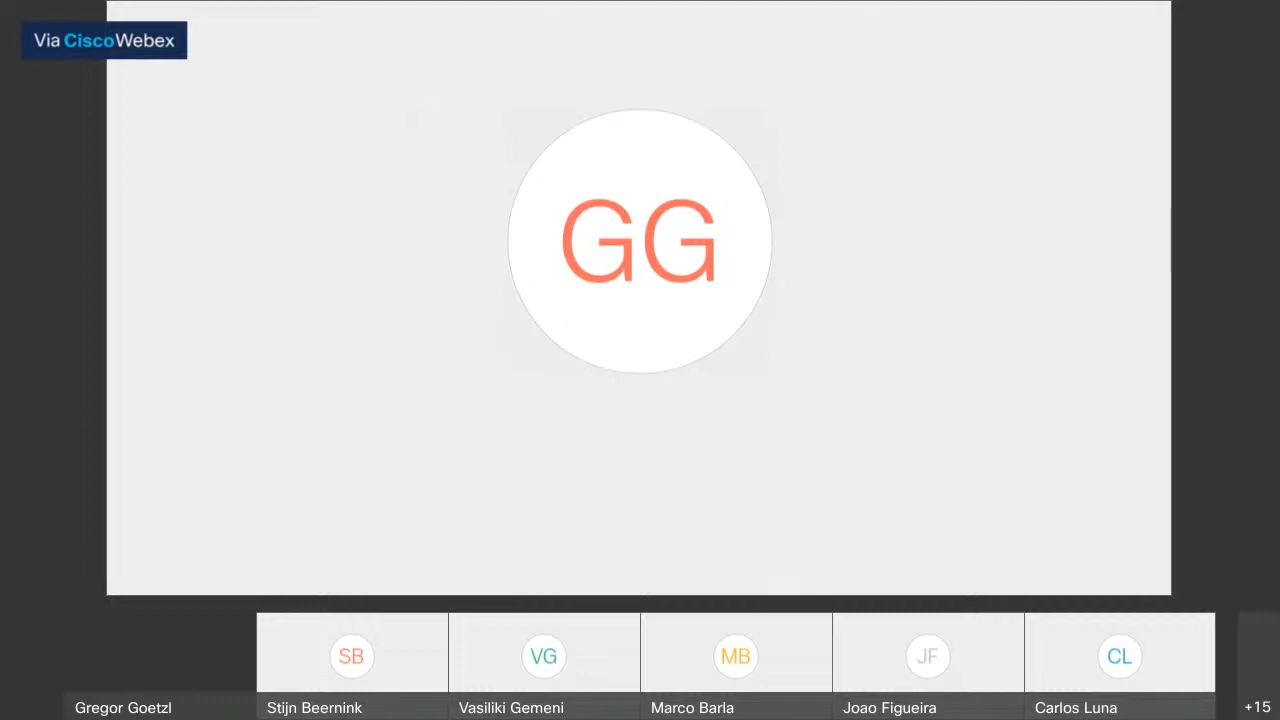 Via CiscoWebex
GG
SB
VG
MB
JF
CL
Gregor Goetzl
Stijn Beernink
Vasiliki Gemeni
Marco Barla
Joao Figueira
Carlos Luna
+15